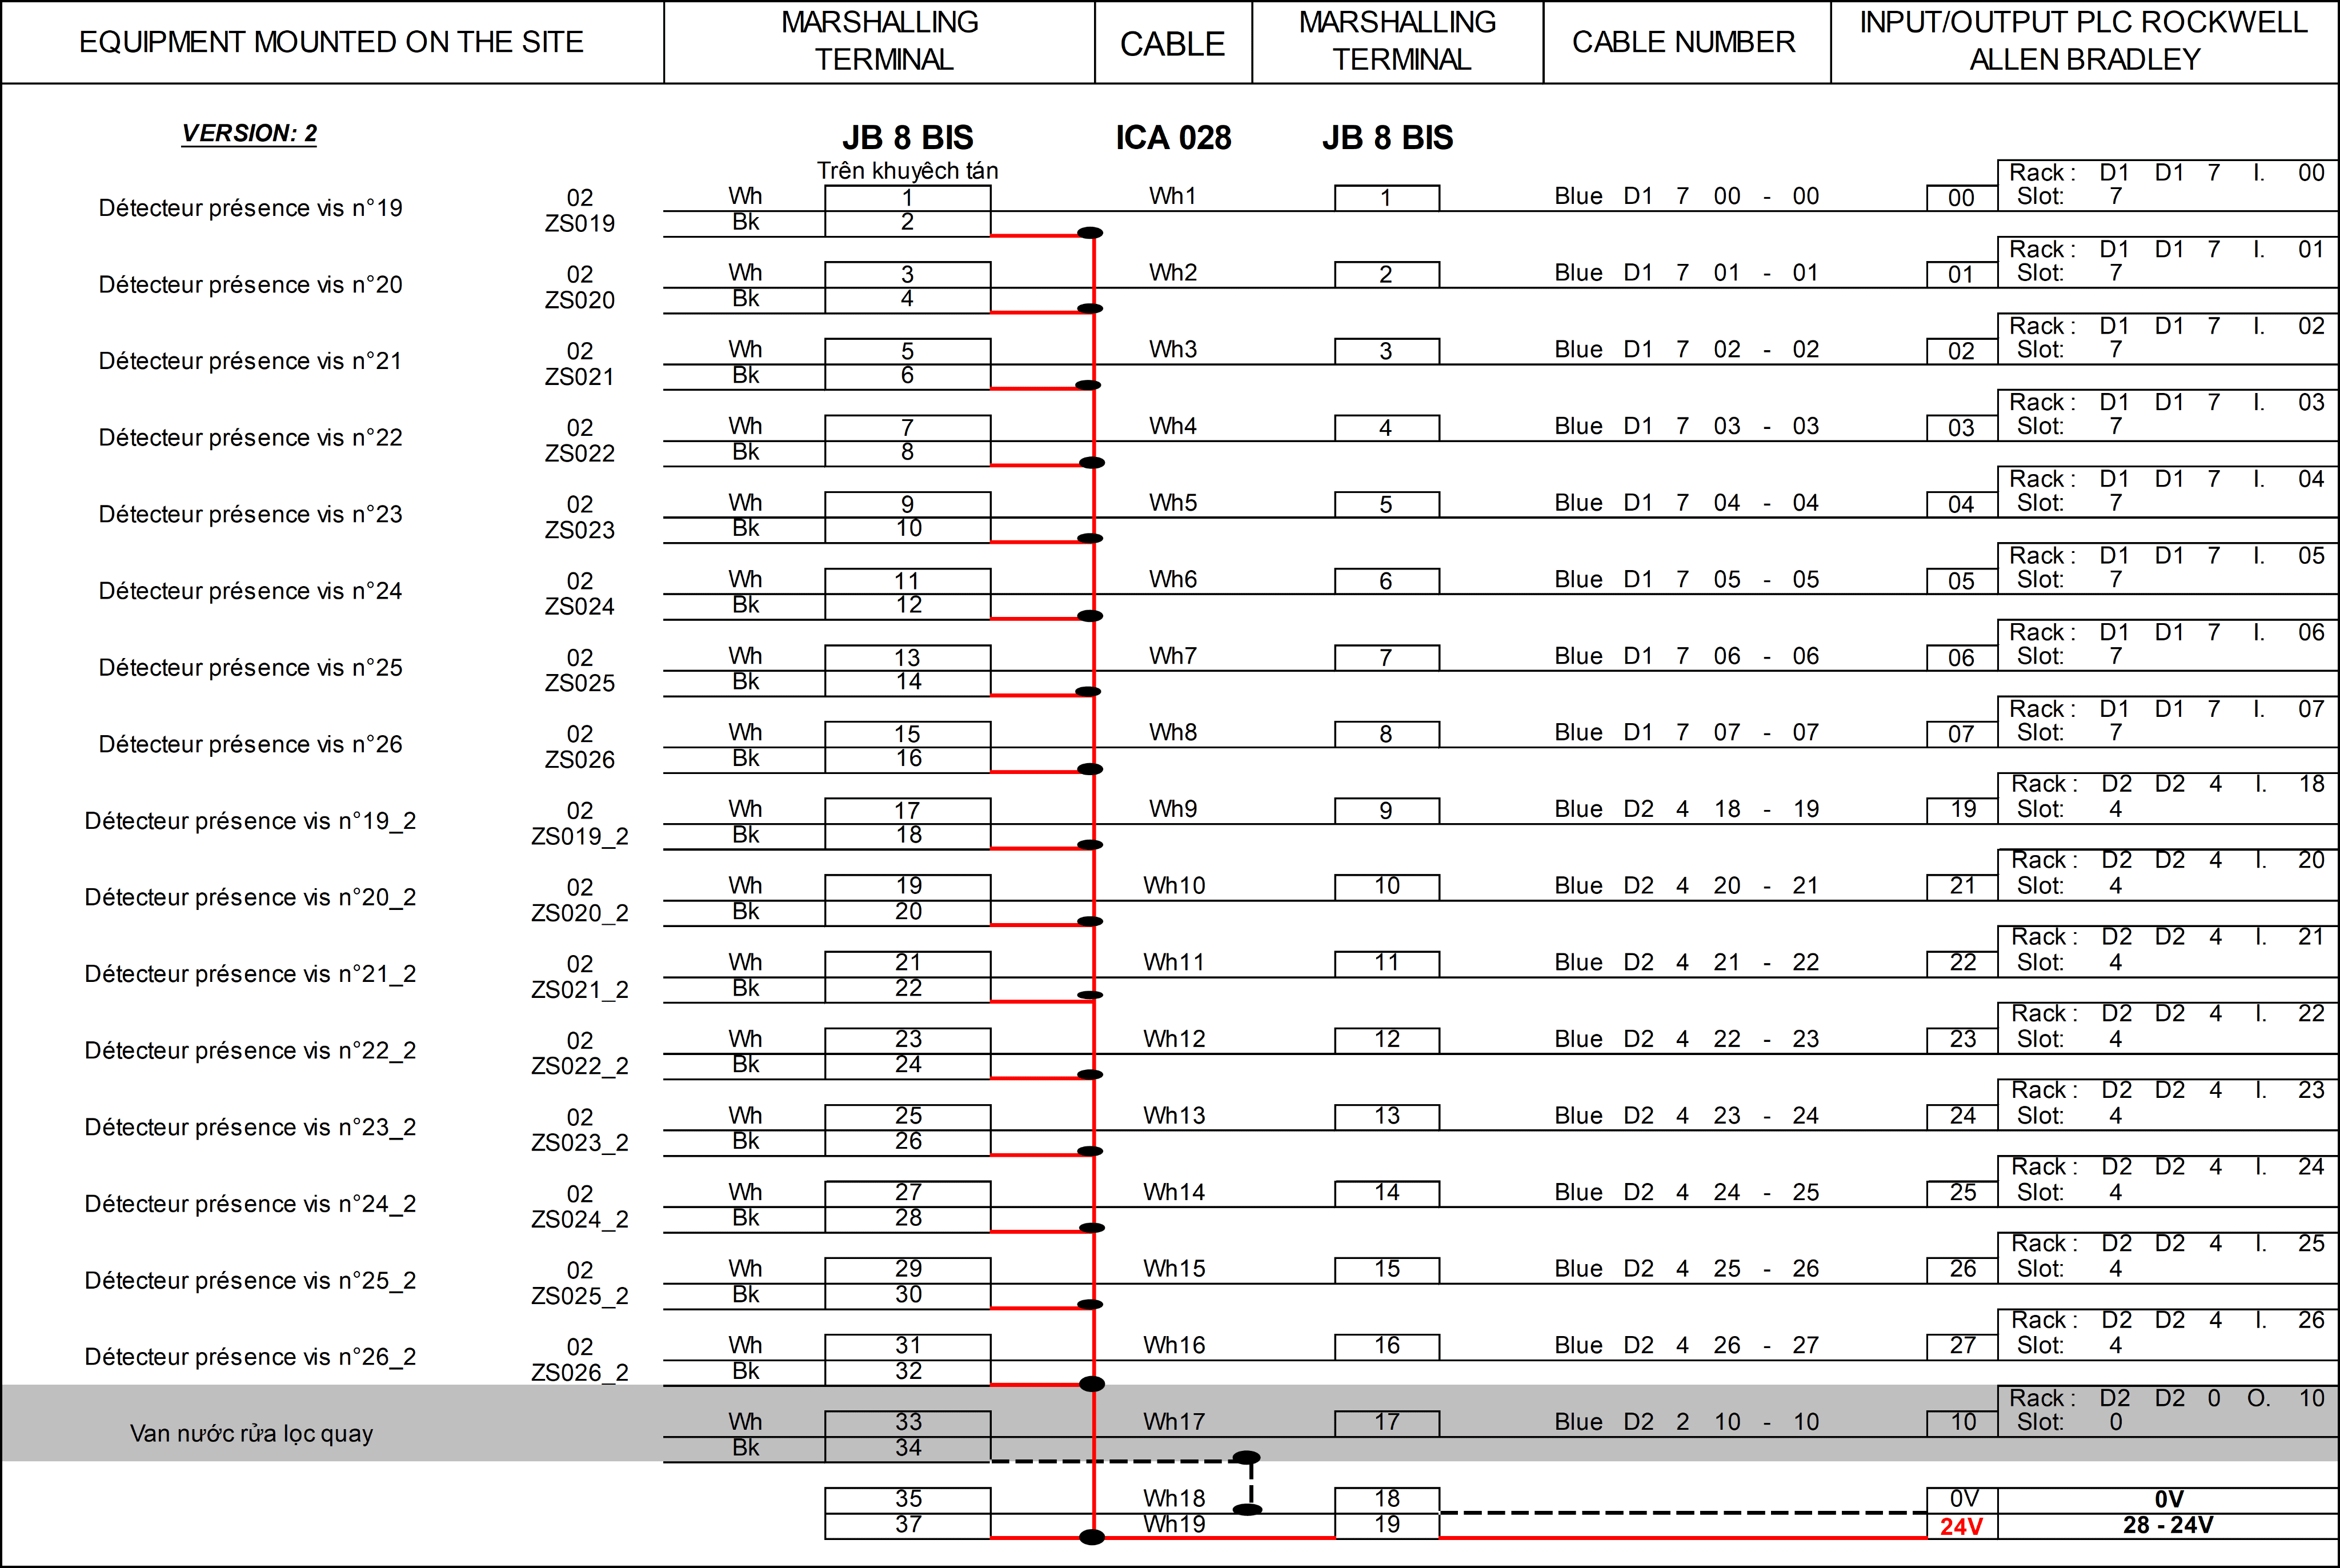 EQUIPMENT MOUNTED ON THE SITE
MARSHALLING TERMINAL
CABLE
MARSHALLING TERMINAL
CABLE NUMBER
INPUT/OUTPUT PLC ROCKWELL ALLEN BRADLEY
VERSION: 2
JB 8 BIS ICA 028 JB 8 BIS
Trên khuyêch tán
Rack : D1 D1 7 I. 00
Détecteur présence vis n°19 02 Wh 1 Wh1 1 Blue D1 7 00 - 00 00 Slot: 7
ZS019 Bk 2
Rack : D1 D1 7 I. 01
Détecteur présence vis n°20 02 Wh 3 Wh2 2 Blue D1 7 01 - 01 01 Slot: 7
ZS020 Bk 4
Rack : D1 D1 7 I. 02
Détecteur présence vis n°21 02 Wh 5 Wh3 3 Blue D1 7 02 - 02 02 Slot: 7
ZS021 Bk 6
Rack : D1 D1 7 I. 03
Détecteur présence vis n°22 02 Wh 7 Wh4 4 Blue D1 7 03 - 03 03 Slot: 7
ZS022 Bk 8
Rack : D1 D1 7 I. 04
Détecteur présence vis n°23 02 Wh 9 Wh5 5 Blue D1 7 04 - 04 04 Slot: 7
ZS023 Bk 10
Rack : D1 D1 7 I. 05
Détecteur présence vis n°24 02 Wh 11 Wh6 6 Blue D1 7 05 - 05 05 Slot: 7
ZS024 Bk 12
Rack : D1 D1 7 I. 06
Détecteur présence vis n°25 02 Wh 13 Wh7 7 Blue D1 7 06 - 06 06 Slot: 7
ZS025 Bk 14
Rack : D1 D1 7 I. 07
Détecteur présence vis n°26 02 Wh 15 Wh8 8 Blue D1 7 07 - 07 07 Slot: 7
ZS026 Bk 16
Rack : D2 D2 4 I. 18
Détecteur présence vis n°19_2 02 Wh 17 Wh9 9 Blue D2 4 18 - 19 19 Slot: 4
ZS019_2 Bk 18
Rack : D2 D2 4 I. 20
Détecteur présence vis n°20_2 02 Wh 19 Wh10 10 Blue D2 4 20 - 21 21 Slot: 4
ZS020_2 Bk 20
Rack : D2 D2 4 I. 21
Détecteur présence vis n°21_2 02 Wh 21 Wh11 11 Blue D2 4 21 - 22 22 Slot: 4
ZS021_2 Bk 22
Rack : D2 D2 4 I. 22
Détecteur présence vis n°22_2 02 Wh 23 Wh12 12 Blue D2 4 22 - 23 23 Slot: 4
ZS022_2 Bk 24
Rack : D2 D2 4 I. 23
Détecteur présence vis n°23_2 02 Wh 25 Wh13 13 Blue D2 4 23 - 24 24 Slot: 4
ZS023_2 Bk 26
Rack : D2 D2 4 I. 24
Détecteur présence vis n°24_2 02 Wh 27 Wh14 14 Blue D2 4 24 - 25 25 Slot: 4
ZS024_2 Bk 28
Rack : D2 D2 4 I. 25
Détecteur présence vis n°25_2 02 Wh 29 Wh15 15 Blue D2 4 25 - 26 26 Slot: 4
ZS025_2 Bk 30
Rack : D2 D2 4 I. 26
Détecteur présence vis n°26_2 02 Wh 31 Wh16 16 Blue D2 4 26 - 27 27 Slot: 4
ZS026_2 Bk 32
Rack : D2 D2 0 O. 10
Van nước rửa lọc quay Wh 33 Wh17 17 Blue D2 2 10 - 10 10 Slot: 0
Bk 34
35 Wh18 18 0V 0V
37 Wh19 19 24V 28 - 24V